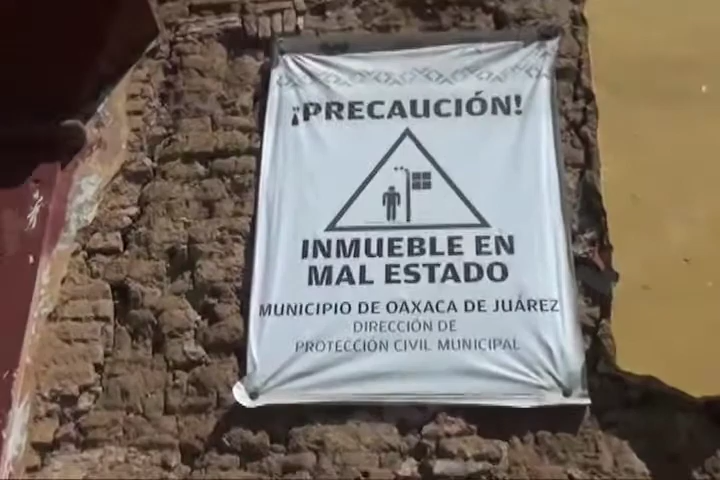 ¡PRECAUCIÓN!
INMUEBLE EN
MAL ESTADO
MUNICIPIO DE OAXACA DE JUÁREZ
DIRECCIÓN DE
PROTECCIÓN CIVIL MUNICIPAL